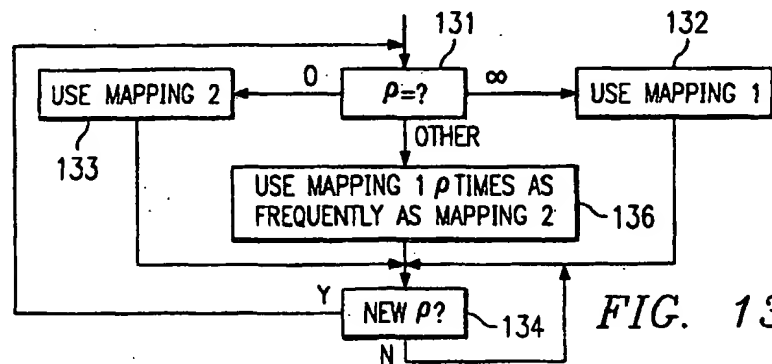 131
132
USE MAPPING 2
0
ρ=?
∞
USE MAPPING 1
133
OTHER
USE MAPPING 1 ρ TIMES AS
FREQUENTLY AS MAPPING 2
136
Y
NEW ρ?
134
N
FIG. 13